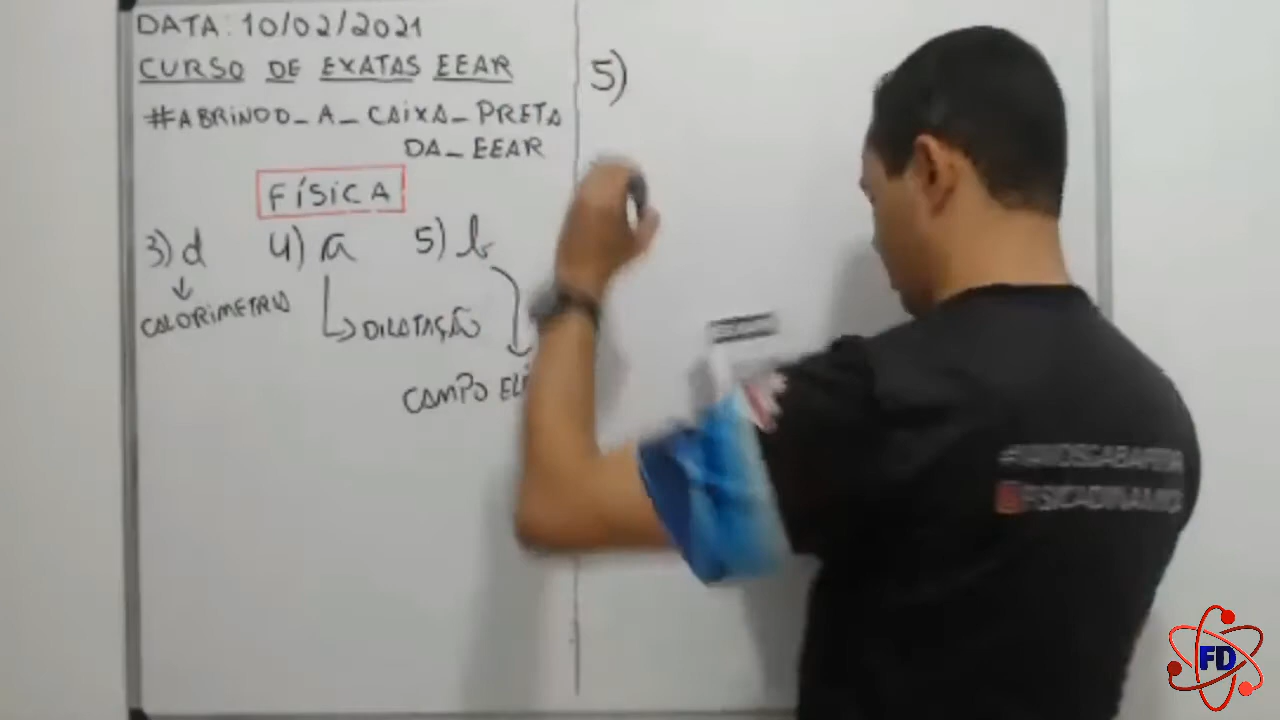 DATA: 10/02/2021
CURSO DE EXATAS EEAR
#ABRINDO_A_CAIXA_PRETA
DA_EEAR
FÍSICA
3) d 4) a 5) b
CALORIMETRIA
DILATAÇÃO
CAMPO
5)
FD